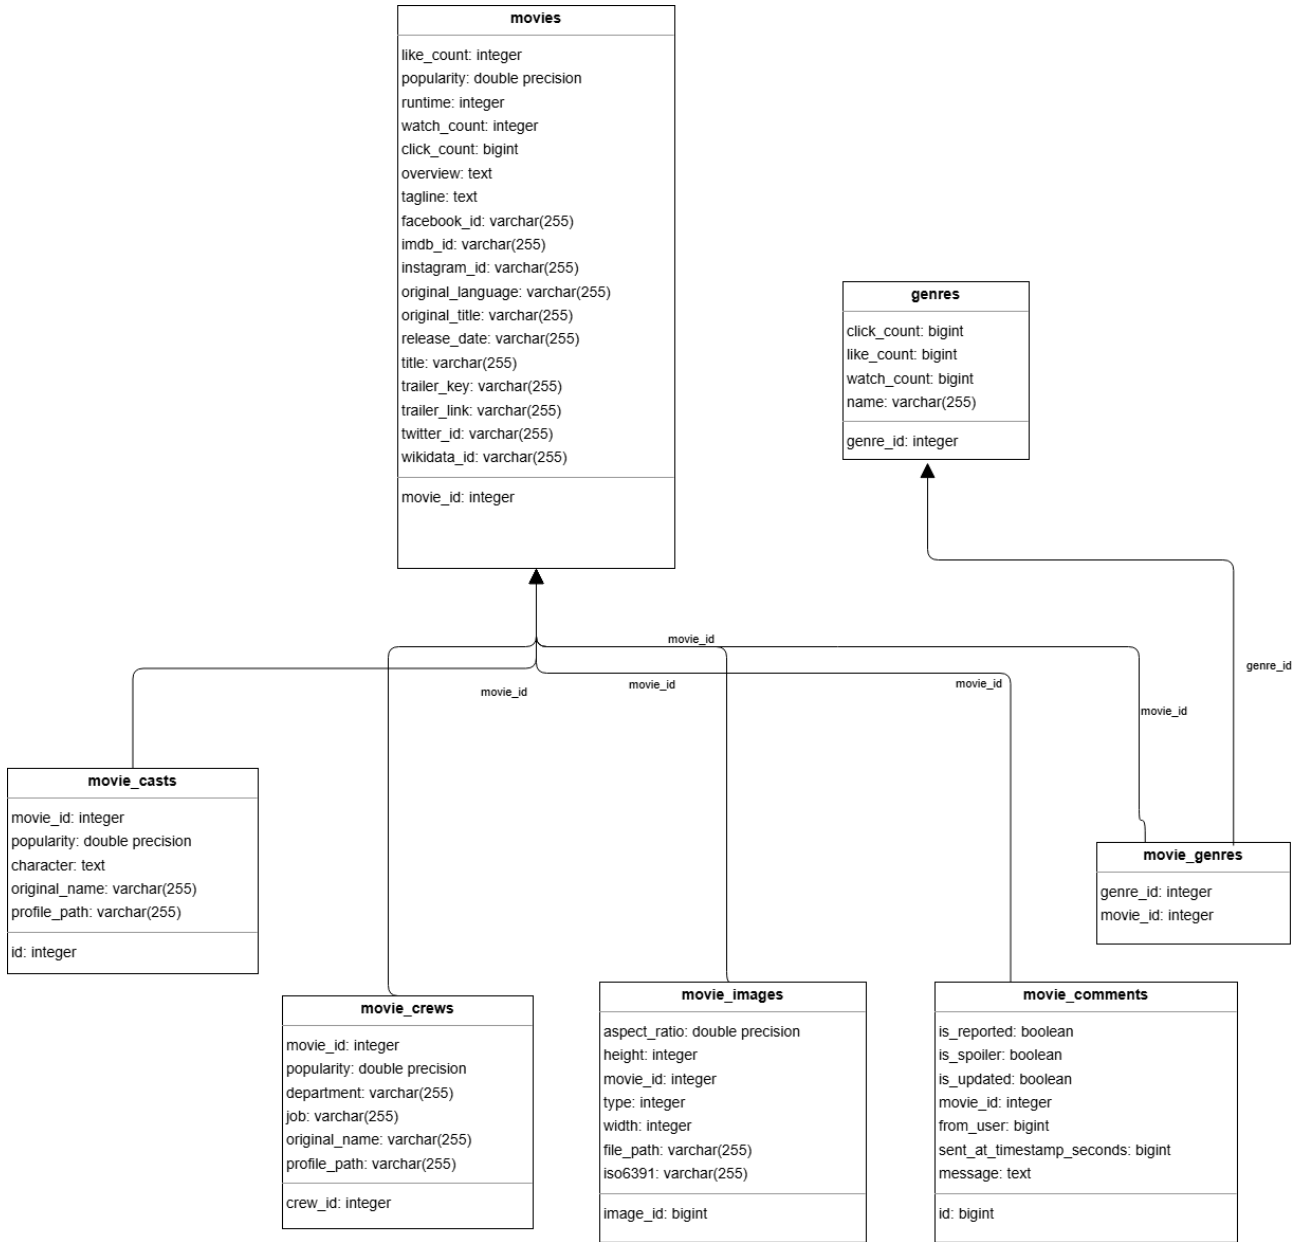 movies
like_count: integer
popularity: double precision
runtime: integer
watch_count: integer
click_count: bigint
overview: text
tagline: text
facebook_id: varchar(255)
imdb_id: varchar(255)
instagram_id: varchar(255)
original_language: varchar(255)
original_title: varchar(255)
release_date: varchar(255)
title: varchar(255)
trailer_key: varchar(255)
trailer_link: varchar(255)
twitter_id: varchar(255)
wikidata_id: varchar(255)
movie_id: integer
genres
click_count: bigint
like_count: bigint
watch_count: bigint
name: varchar(255)
genre_id: integer
movie_id
genre_id
movie_id
movie_id
movie_id
movie_id
movie_casts
movie_id: integer
popularity: double precision
character: text
original_name: varchar(255)
profile_path: varchar(255)
id: integer
movie_genres
genre_id: integer
movie_id: integer
movie_crews
movie_id: integer
popularity: double precision
department: varchar(255)
job: varchar(255)
original_name: varchar(255)
profile_path: varchar(255)
crew_id: integer
movie_images
aspect_ratio: double precision
height: integer
movie_id: integer
type: integer
width: integer
file_path: varchar(255)
iso6391: varchar(255)
image_id: bigint
movie_comments
is_reported: boolean
is_spoiler: boolean
is_updated: boolean
movie_id: integer
from_user: bigint
sent_at_timestamp_seconds: bigint
message: text
id: bigint